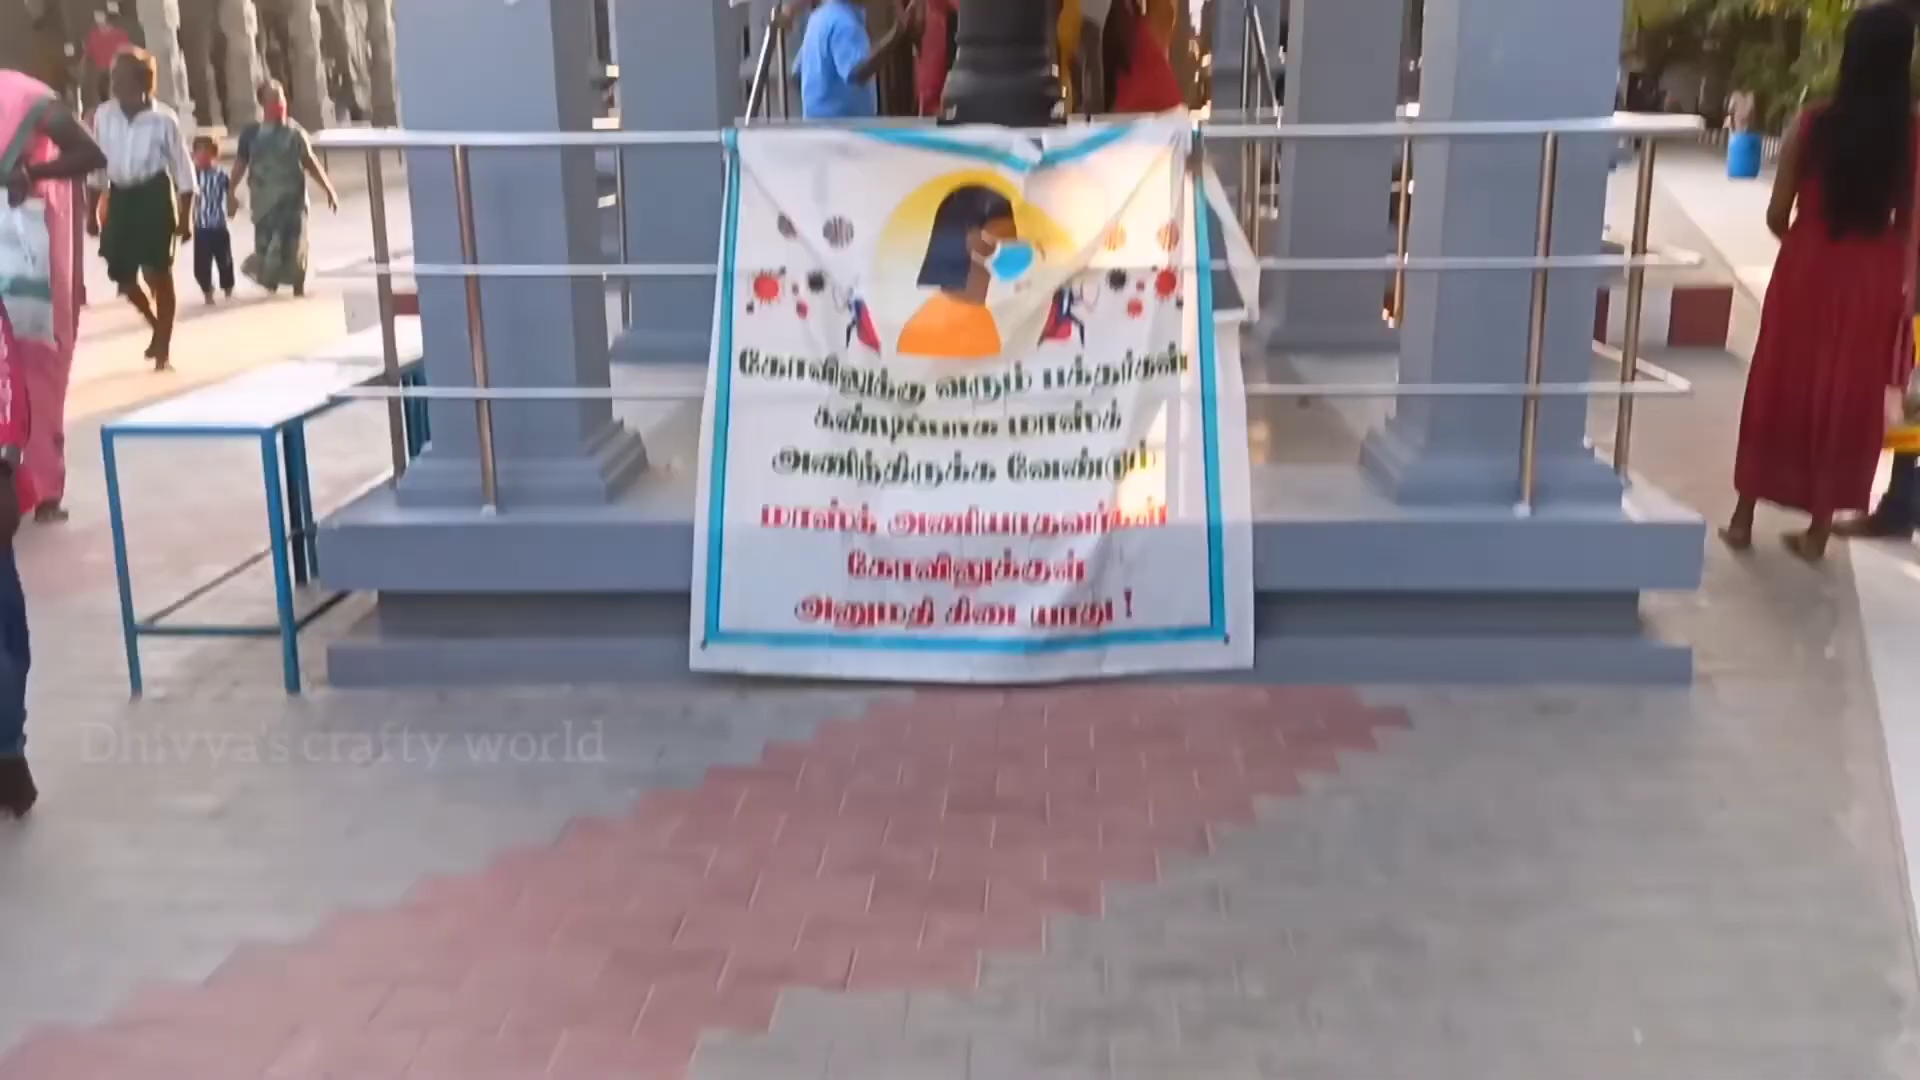 கோவிலுக்கு வரும் பக்தர்கள்
கண்டிப்பாக மாஸ்க்
அணிந்திருக்க வேண்டும்
மாஸ்க் அணியாதவர்கள்
கோவிலுக்குள்
அனுமதி கிடையாது !
Dhivya's crafty world